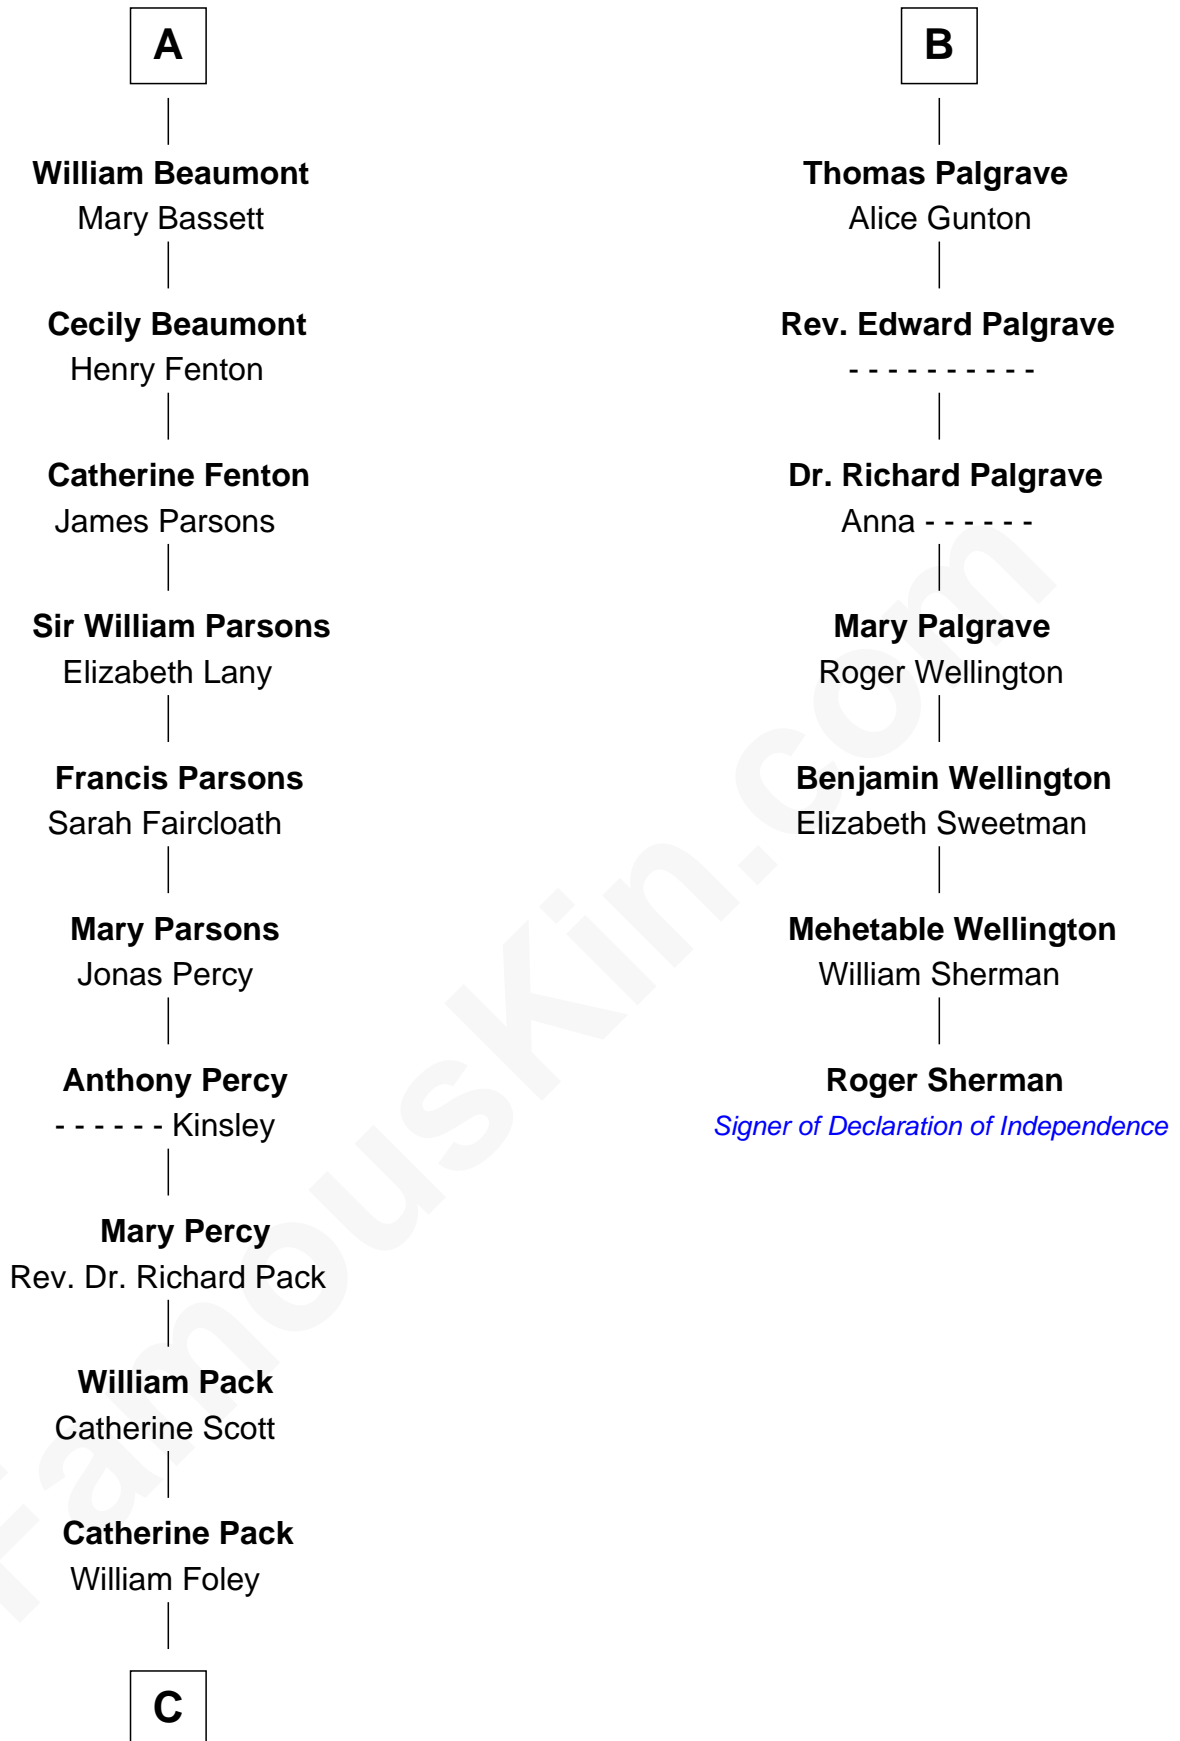 A
William Beaumont
Mary Bassett
Cecily Beaumont
Henry Fenton
Catherine Fenton
James Parsons
Sir William Parsons
Elizabeth Lany
Francis Parsons
Sarah Faircloath
Mary Parsons
Jonas Percy
Anthony Percy
- - - - - - Kinsley
Mary Percy
Rev. Dr. Richard Pack
William Pack
Catherine Scott
Catherine Pack
William Foley
C
B
Thomas Palgrave
Alice Gunton
Rev. Edward Palgrave
- - - - - - - - - -
Dr. Richard Palgrave
Anna - - - - - -
Mary Palgrave
Roger Wellington
Benjamin Wellington
Elizabeth Sweetman
Mehetable Wellington
William Sherman
Roger Sherman
Signer of Declaration of Independence
FamousKin.com